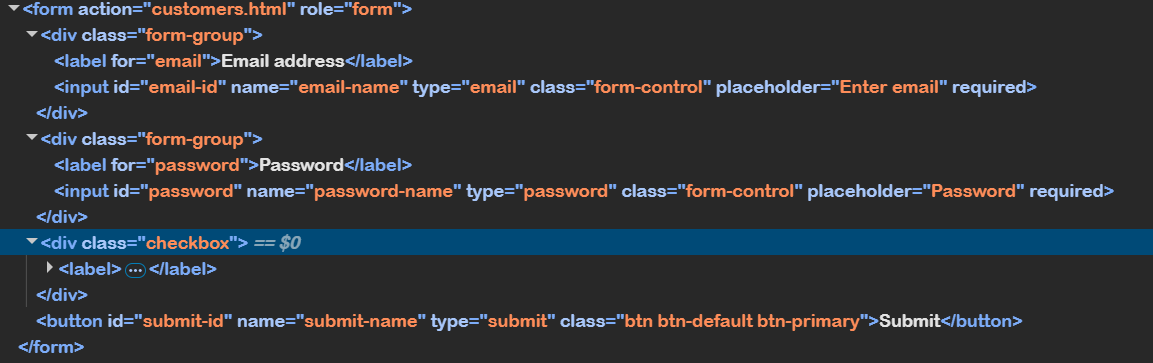 <form action="customers.html" role="form">
<div class="form-group">
<label for="email">Email address</label>
<input id="email-id" name="email-name" type="email" class="form-control" placeholder="Enter email" required>
</div>
<div class="form-group">
<label for="password">Password</label>
<input id="password" name="password-name" type="password" class="form-control" placeholder="Password" required>
</div>
<div class="checkbox"> == $0
<label>…</label>
</div>
<button id="submit-id" name="submit-name" type="submit" class="btn btn-default btn-primary">Submit</button>
</form>